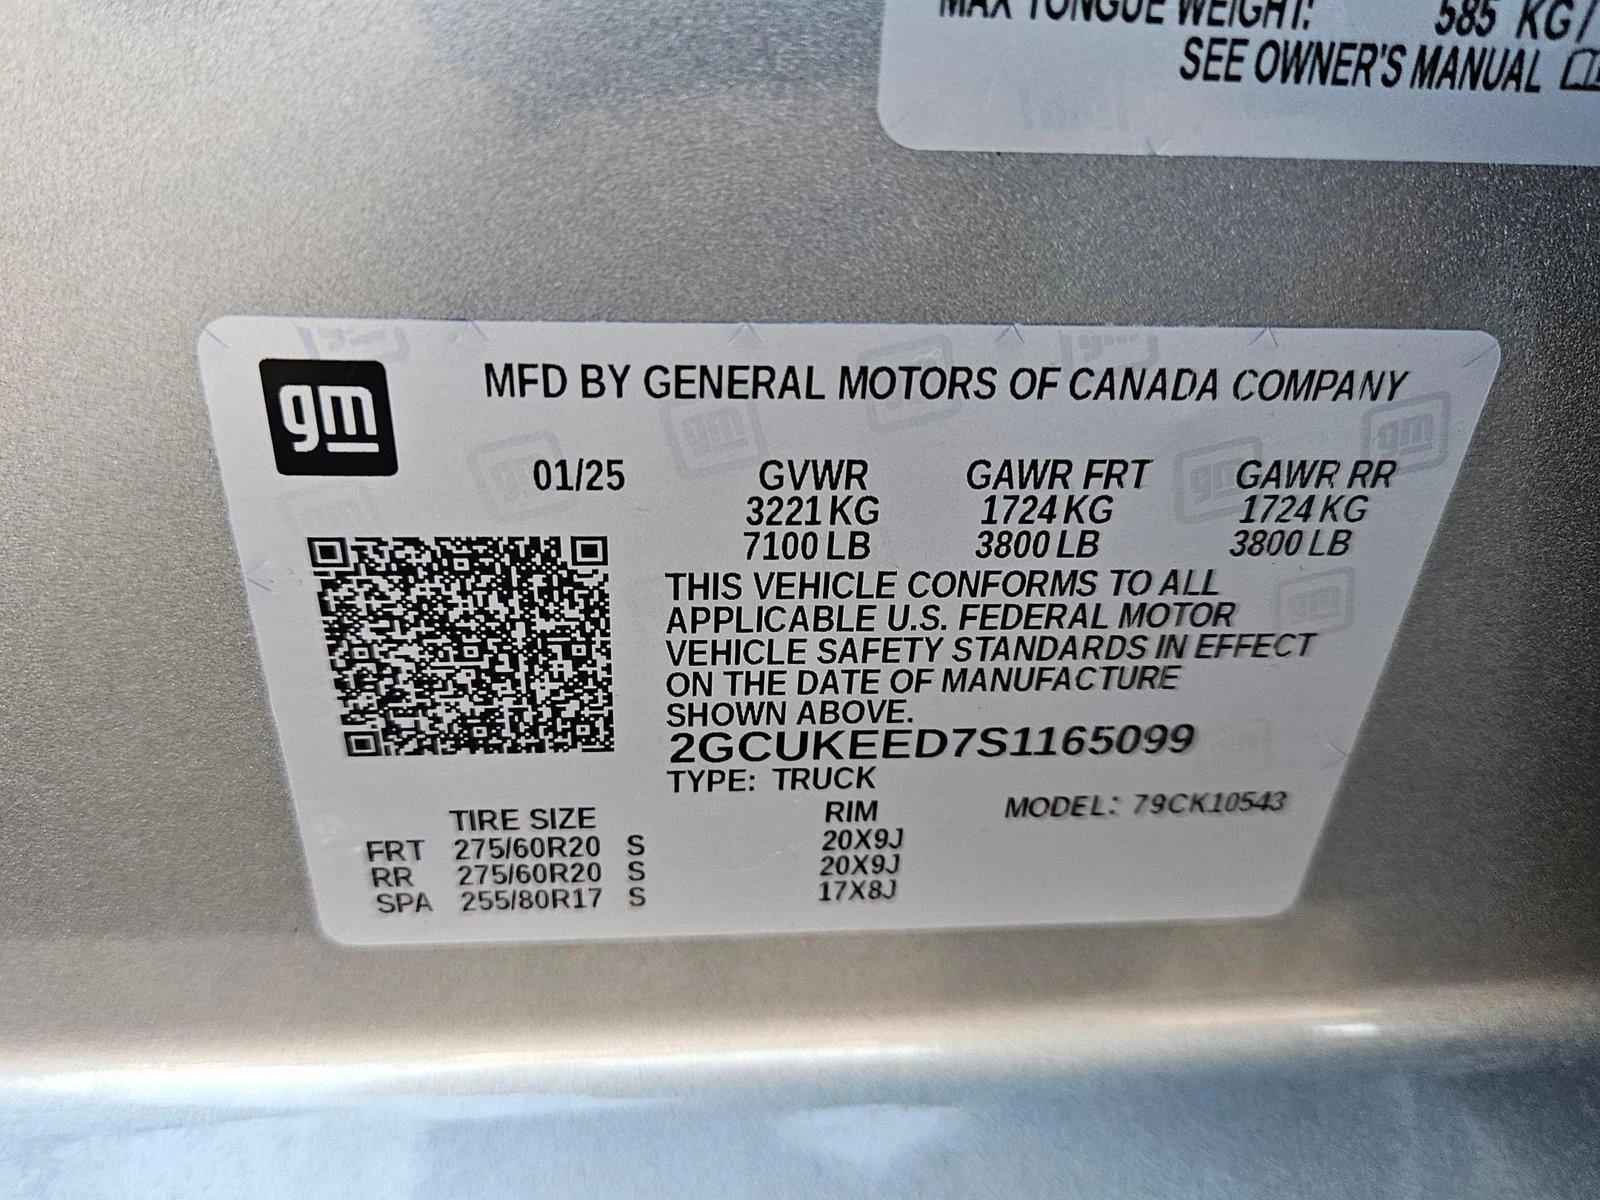 MAX TONGUE WEIGHT: 585 KG/
SEE OWNER'S MANUAL
gm
MFD BY GENERAL MOTORS OF CANADA COMPANY
01/25 GVWR GAWR FRT GAWR RR
3221 KG 1724 KG 1724 KG
7100 LB 3800 LB 3800 LB
THIS VEHICLE CONFORMS TO ALL
APPLICABLE U.S. FEDERAL MOTOR
VEHICLE SAFETY STANDARDS IN EFFECT
ON THE DATE OF MANUFACTURE
SHOWN ABOVE.
2GCUKEED7S1165099
TYPE: TRUCK
TIRE SIZE RIM MODEL: 79CK10543
FRT 275/60R20 S 20X9J
RR 275/60R20 S 20X9J
SPA 255/80R17 S 17X8J